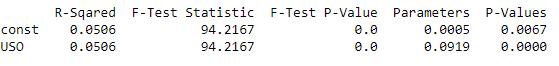 R-Sqared F-Test Statistic F-Test P-Value Parameters P-Values
const 0.0506 94.2167 0.0 0.0005 0.0067
USO 0.0506 94.2167 0.0 0.0919 0.0000